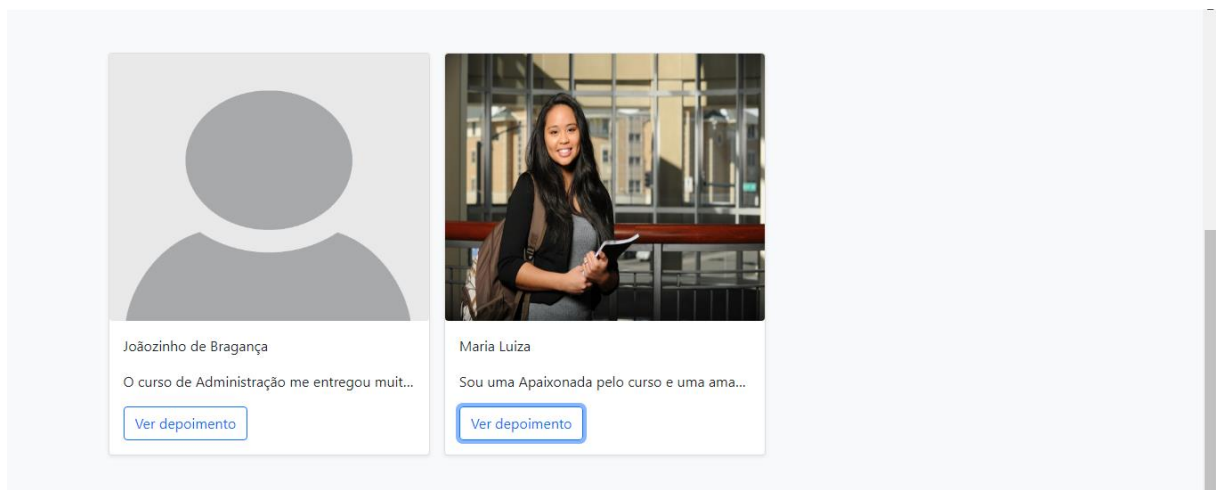 Joãozinho de Bragança
O curso de Administração me entregou muit...
Ver depoimento
Maria Luiza
Sou uma Apaixonada pelo curso e uma ama...
Ver depoimento